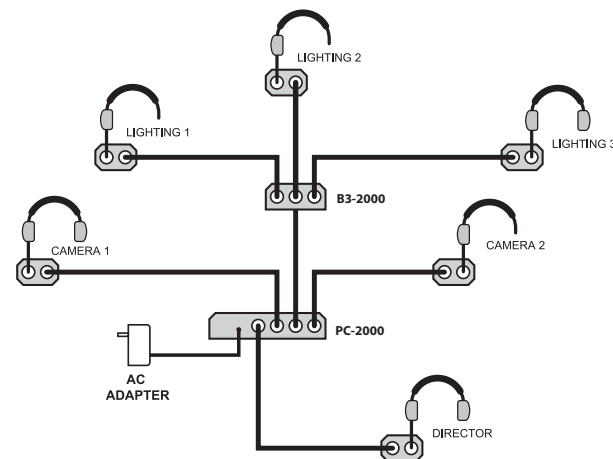 LIGHTING 2
LIGHTING 1
LIGHTING 3
B3-2000
CAMERA 1
CAMERA 2
PC-2000
AC
ADAPTER
DIRECTOR